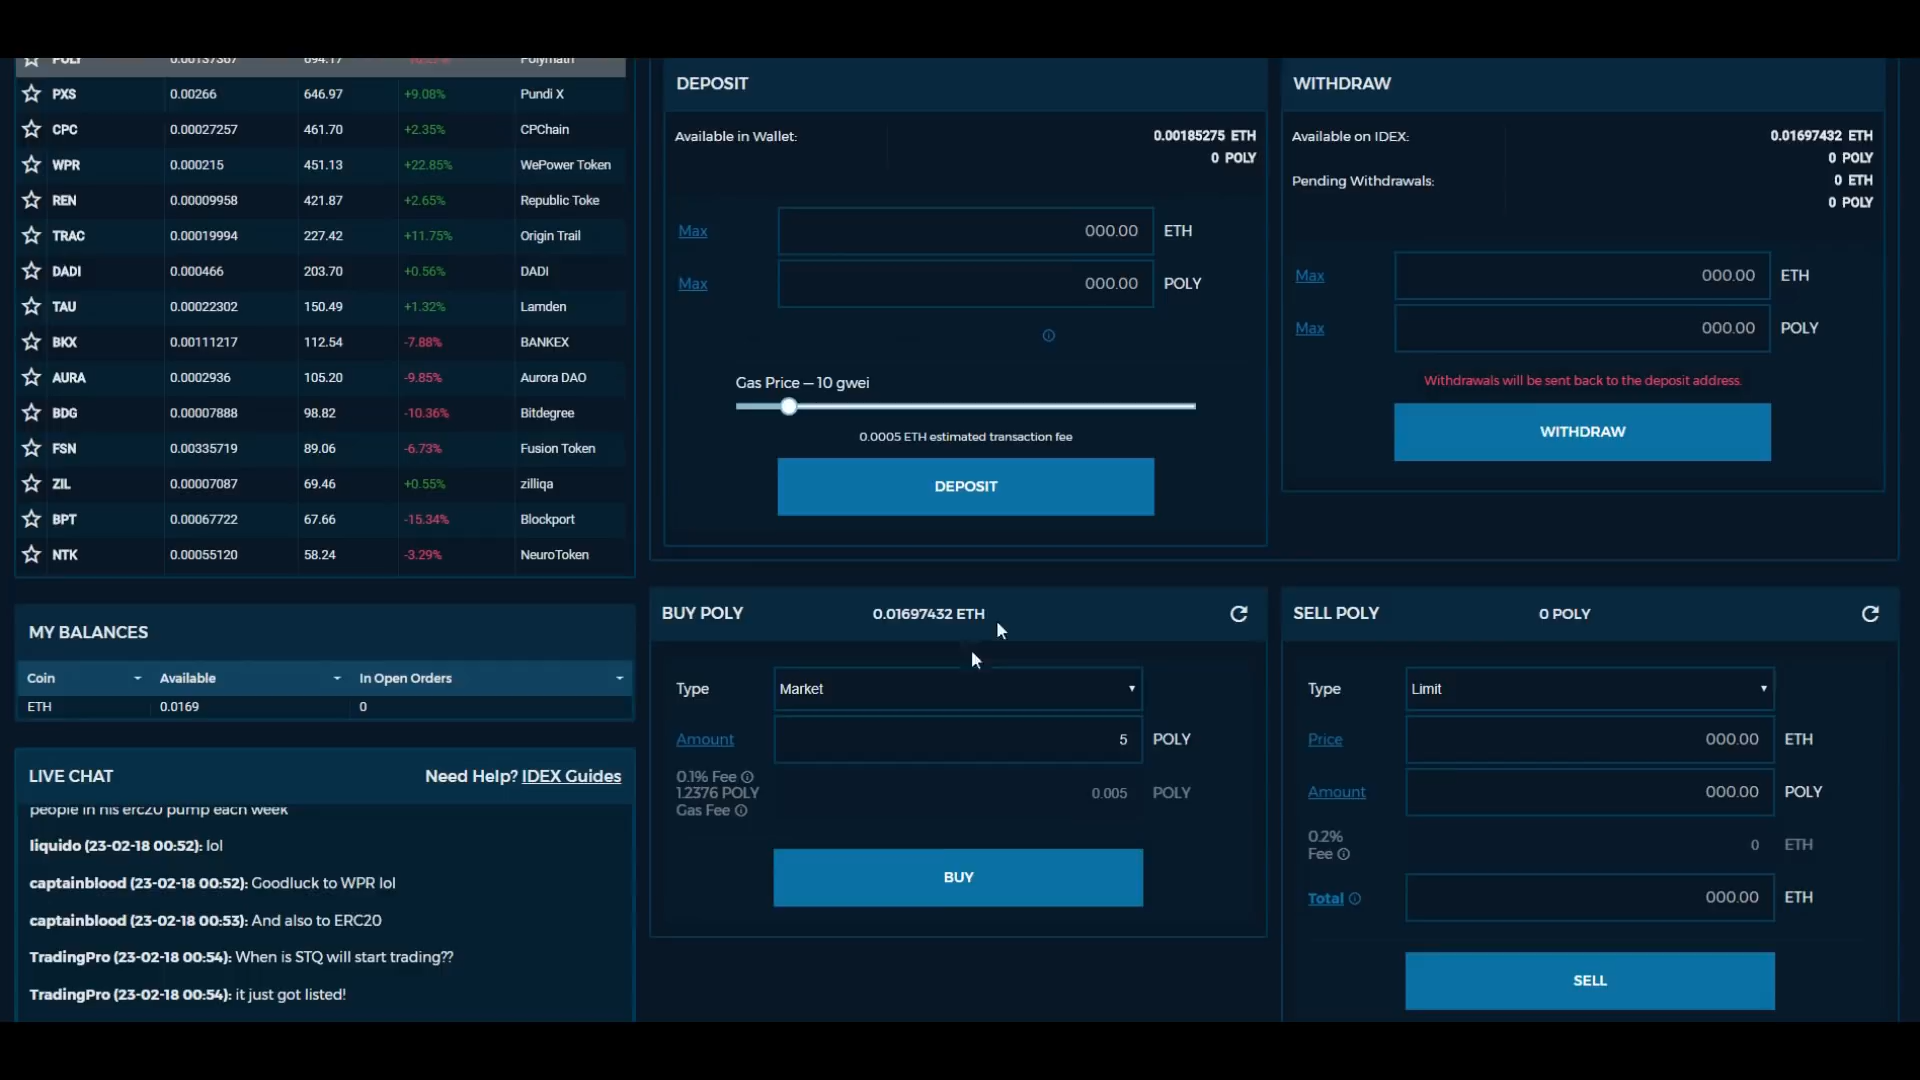 POLY 0.00137367 694.17 Polymath
PXS 0.00266 646.97 +9.08% Pundi X
CPC 0.00027257 461.70 +2.35% CPChain
WPR 0.000215 451.13 +22.85% WePower Token
REN 0.00009958 421.87 +2.65% Republic Toke
TRAC 0.00019994 227.42 +11.75% Origin Trail
DADI 0.000466 203.70 +0.56% DADI
TAU 0.00022302 150.49 +1.32% Lamden
BKX 0.00111217 112.54 -7.88% BANKEX
AURA 0.0002936 105.20 -9.85% Aurora DAO
BDG 0.00007888 98.82 -10.36% Bitdegree
FSN 0.00335719 89.06 -6.73% Fusion Token
ZIL 0.00007087 69.46 +0.55% zilliqa
BPT 0.00067722 67.66 -15.34% Blockport
NTK 0.00055120 58.24 -3.29% NeuroToken
MY BALANCES
Coin Available In Open Orders
ETH 0.0169 0
LIVE CHAT Need Help? IDEX Guides
people in his erc20 pump each week
liquido (23-02-18 00:52): lol
captainblood (23-02-18 00:52): Goodluck to WPR lol
captainblood (23-02-18 00:53): And also to ERC20
TradingPro (23-02-18 00:54): When is STQ will start trading??
TradingPro (23-02-18 00:54): it just got listed!
DEPOSIT
Available in Wallet: 0.00185275 ETH
0 POLY
Max 000.00 ETH
Max 000.00 POLY
Gas Price — 10 gwei
0.0005 ETH estimated transaction fee
DEPOSIT
WITHDRAW
Available on IDEX: 0.01697432 ETH
0 POLY
Pending Withdrawals: 0 ETH
0 POLY
Max 000.00 ETH
Max 000.00 POLY
Withdrawals will be sent back to the deposit address.
WITHDRAW
BUY POLY 0.01697432 ETH
Type Market
Amount 5 POLY
0.1% Fee
1.2376 POLY 0.005 POLY
Gas Fee
BUY
SELL POLY 0 POLY
Type Limit
Price 000.00 ETH
Amount 000.00 POLY
0.2%
Fee 0 ETH
Total 000.00 ETH
SELL